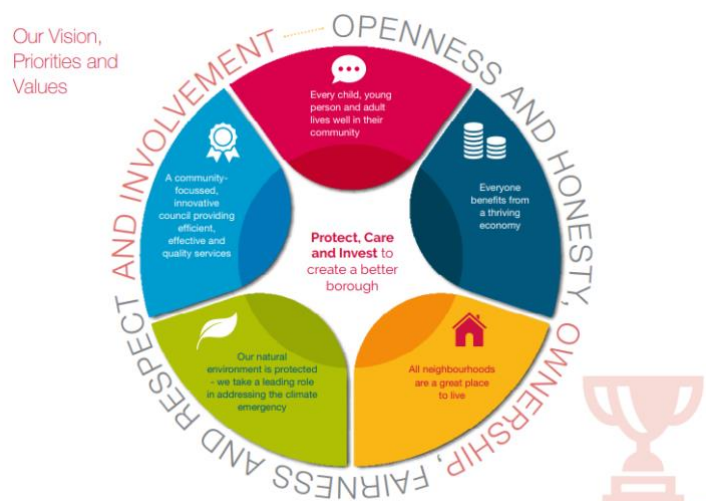 Our Vision,
Priorities and
Values
OPENNESS AND HONESTY, OWNERSHIP, FAIRNESS AND RESPECT AND INVOLVEMENT
Every child, young
person and adult
lives well in their
community
Everyone
benefits from
a thriving
economy
All neighbourhoods
are a great place
to live
Our natural
environment is protected
- we take a leading role
in addressing the climate
emergency
A community-
focussed,
innovative
council providing
efficient,
effective and
quality services
Protect, Care
and Invest to
create a better
borough